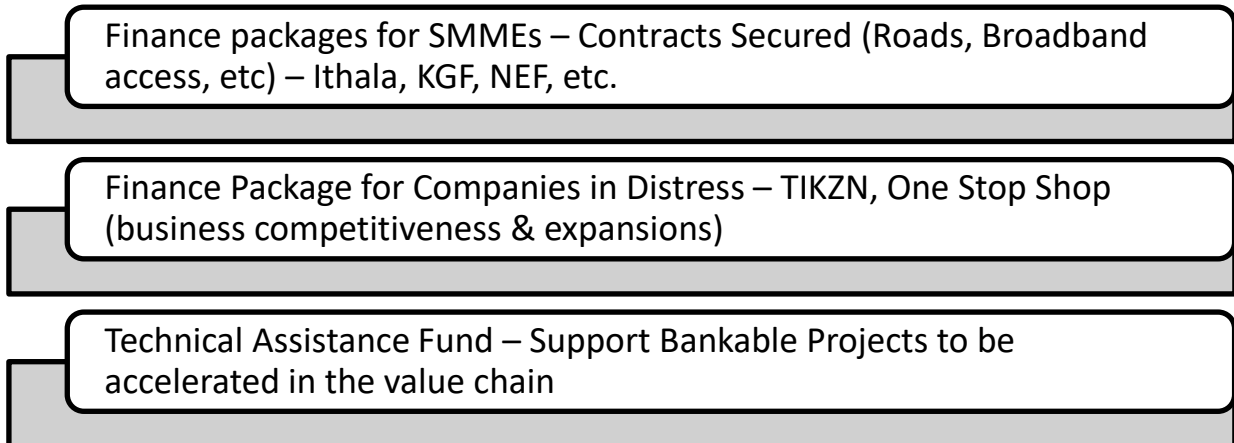 Finance packages for SMMEs – Contracts Secured (Roads, Broadband
access, etc) – Ithala, KGF, NEF, etc.
Finance Package for Companies in Distress – TIKZN, One Stop Shop
(business competitiveness & expansions)
Technical Assistance Fund – Support Bankable Projects to be
accelerated in the value chain